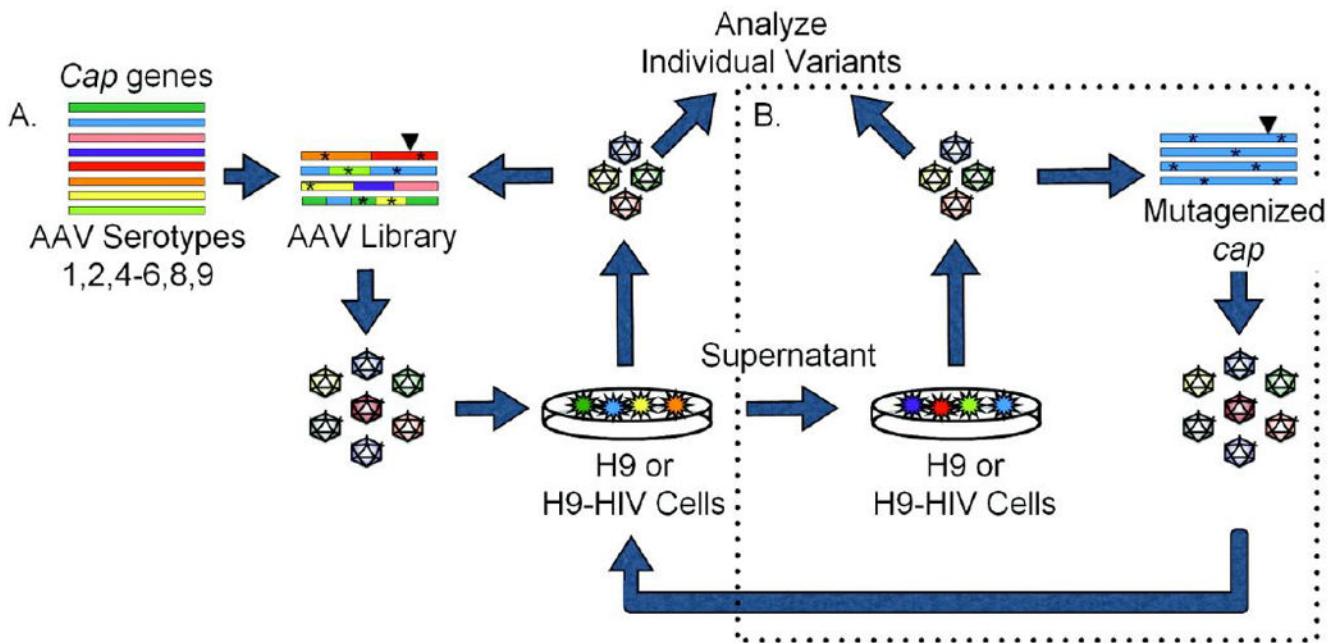 Analyze
Individual Variants
Cap genes
A.
B.
AAV Serotypes
1,2,4-6,8,9
AAV Library
Mutagenized
cap
Supernatant
H9 or
H9-HIV Cells
H9 or
H9-HIV Cells